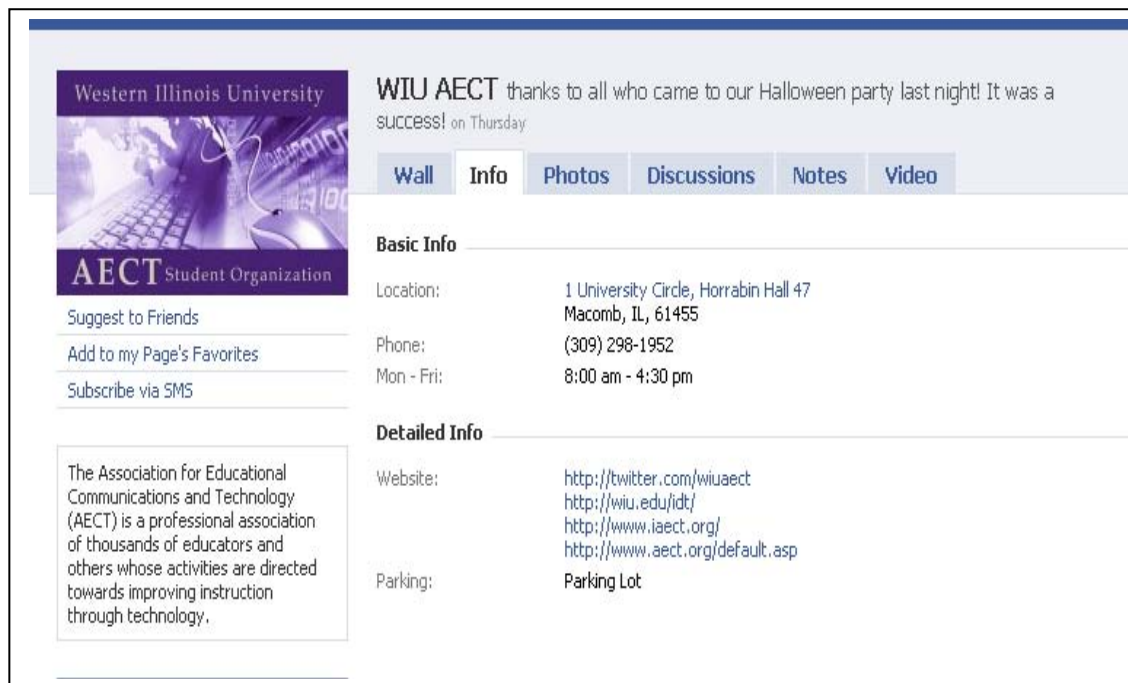 Western Illinois University
AECT Student Organization
Suggest to Friends
Add to my Page's Favorites
Subscribe via SMS
The Association for Educational
Communications and Technology
(AECT) is a professional association
of thousands of educators and
others whose activities are directed
towards improving instruction
through technology.
WIU AECT thanks to all who came to our Halloween party last night! It was a
success! on Thursday
Wall Info Photos Discussions Notes Video
Basic Info
Location: 1 University Circle, Horrabin Hall 47
Macomb, IL, 61455
Phone: (309) 298-1952
Mon - Fri: 8:00 am - 4:30 pm
Detailed Info
Website: http://twitter.com/wiuaect
http://wiu.edu/idt/
http://www.iaect.org/
http://www.aect.org/default.asp
Parking: Parking Lot